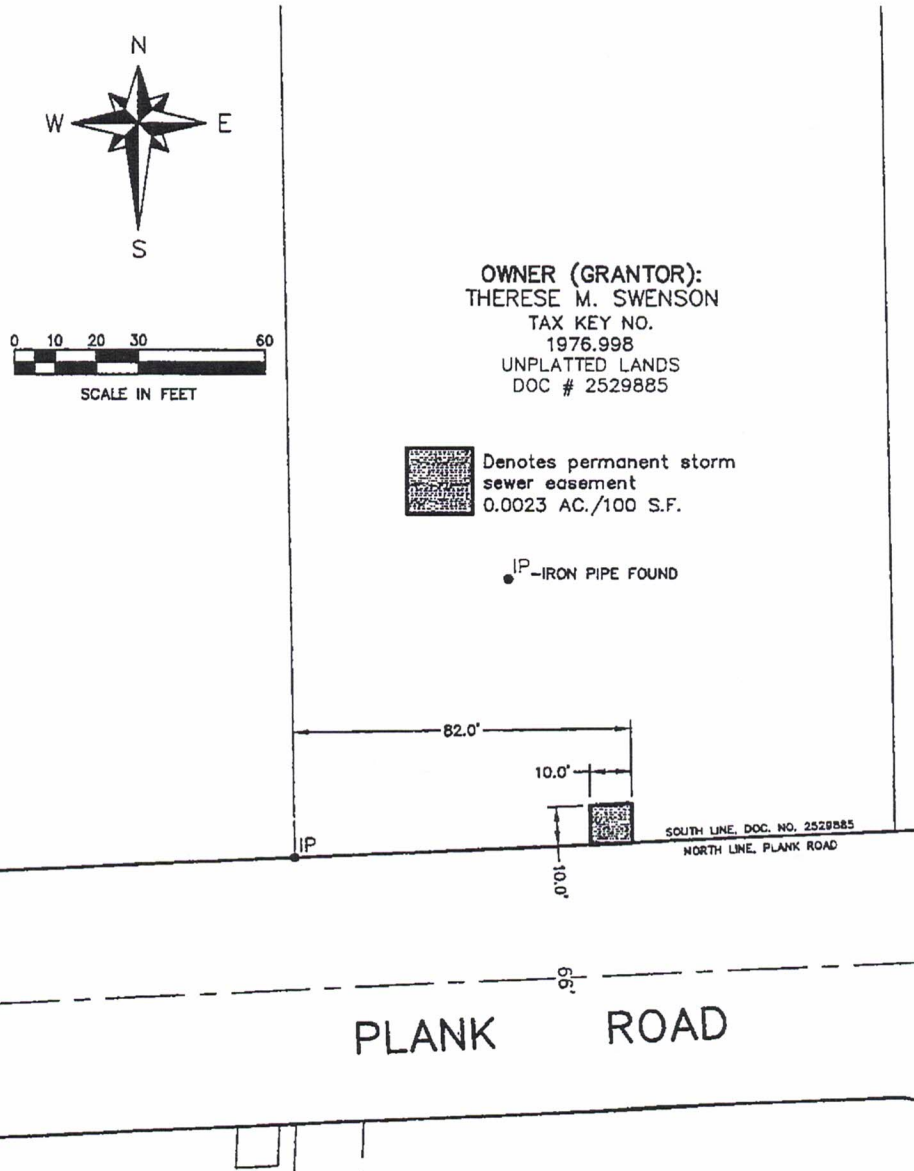 N
W E
S
0 10 20 30 60
SCALE IN FEET
OWNER (GRANTOR):
THERESE M. SWENSON
TAX KEY NO.
1976.998
UNPLATTED LANDS
DOC # 2529885
Denotes permanent storm
sewer easement
0.0023 AC./100 S.F.
IP-IRON PIPE FOUND
82.0'
10.0'
10.0'
IP
SOUTH LINE, DOC. NO. 2529885
NORTH LINE, PLANK ROAD
66'
PLANK ROAD